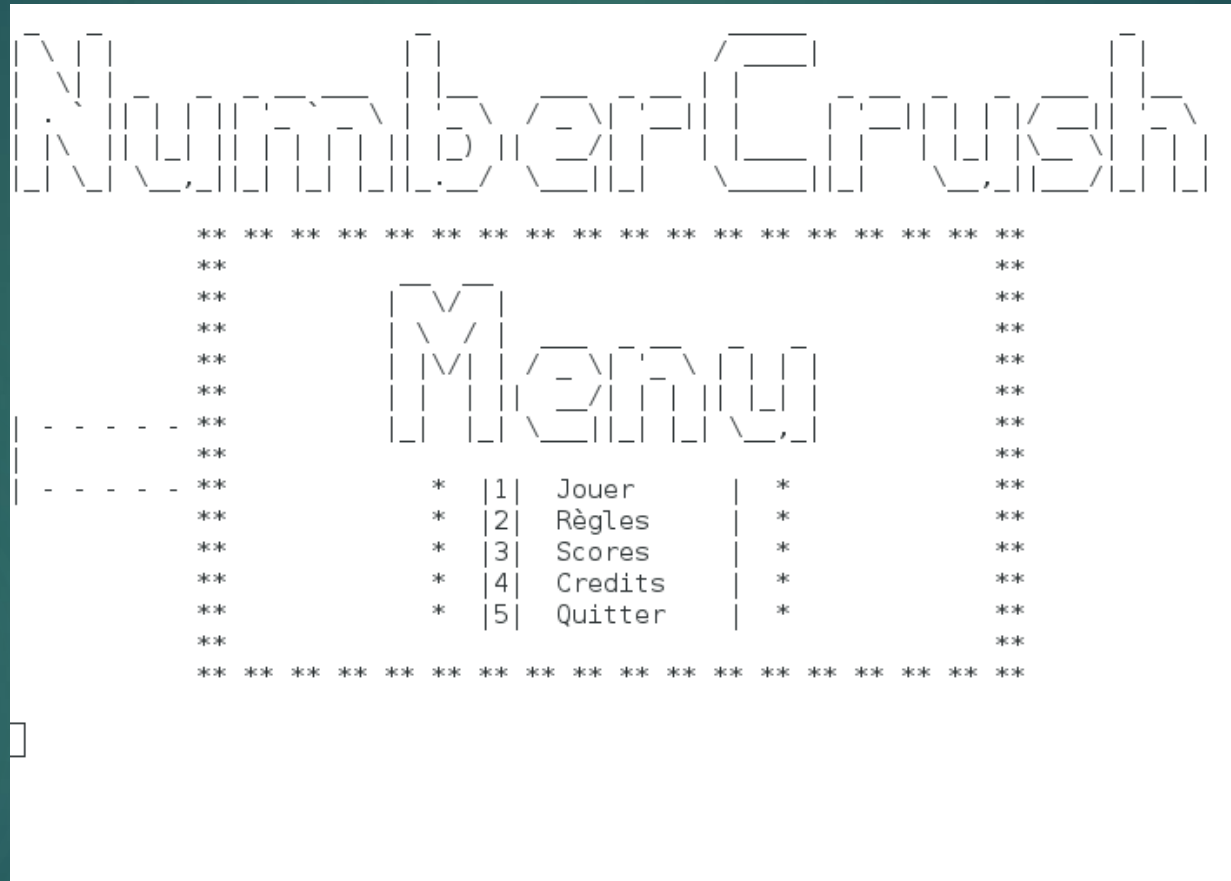 NumberCrush
Menu
|1| Jouer
|2| Règles
|3| Scores
|4| Credits
|5| Quitter